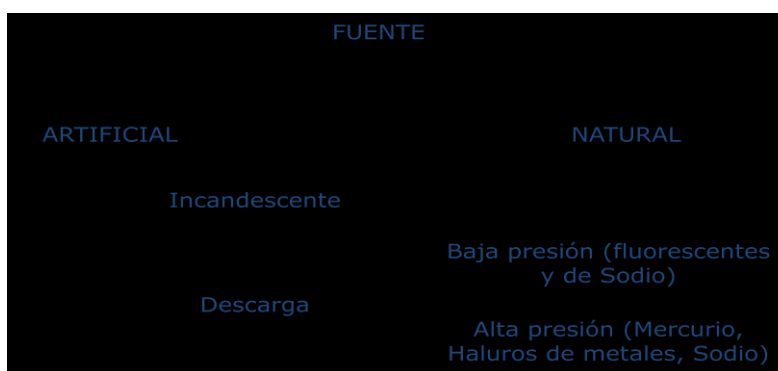 FUENTE
ARTIFICIAL
NATURAL
Incandescente
Baja presión (fluorescentes
y de Sodio)
Descarga
Alta presión (Mercurio,
Haluros de metales, Sodio)